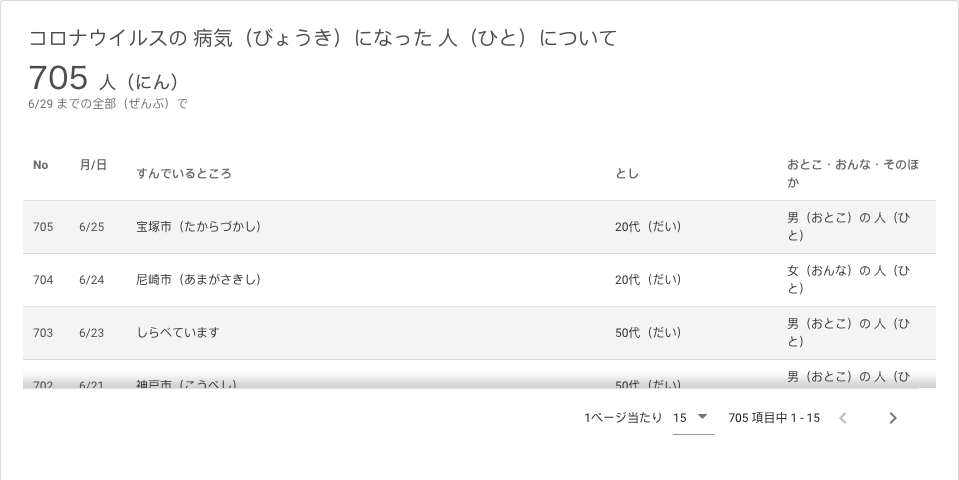 コロナウイルスの 病気（びょうき）になった 人（ひと）について
705 人（にん）
6/29 までの全部（ぜんぶ）で
No 月/日 すんでいるところ とし おとこ・おんな・そのほ
か
705 6/25 宝塚市（たからづかし） 20代（だい） 男（おとこ）の 人（ひ
と）
704 6/24 尼崎市（あまがさきし） 20代（だい） 女（おんな）の 人（ひ
と）
703 6/23 しらべています 50代（だい） 男（おとこ）の 人（ひ
と）
702 6/21 神戸市（こうべし） 50代（だい） 男（おとこ）の 人（ひ
1ページ当たり 15 705 項目中 1 - 15